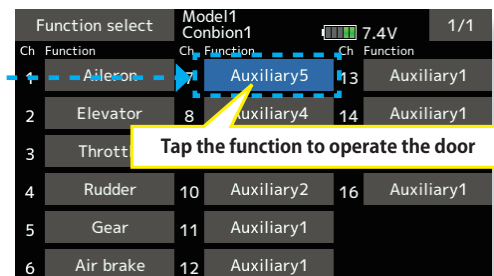 Function select
Model1
Conbion1
7.4V
1/1
Ch Function
Ch Function
Ch Function
1 Aileron
7 Auxiliary5
13 Auxiliary1
2 Elevator
8 Auxiliary4
14 Auxiliary1
Tap the function to operate the door
3 Thrott
4 Rudder
10 Auxiliary2
16 Auxiliary1
5 Gear
11 Auxiliary1
6 Air brake
12 Auxiliary1